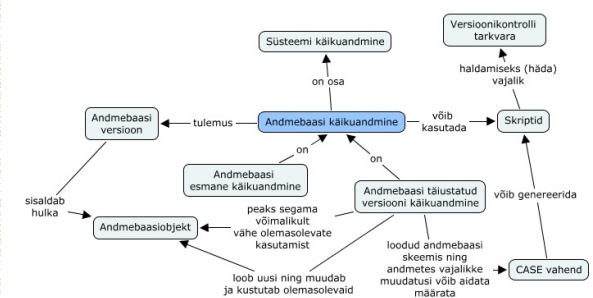 Versioonikontrolli
tarkvara
Süsteemi käikuandmine
haldamiseks (häda)
vajalik
on osa
Andmebaasi
versioon
tulemus
Andmebaasi käikuandmine
võib
kasutada
Skriptid
on
on
Andmebaasi
esmane käikuandmine
Andmebaasi täiustatud
versiooni käikuandmine
võib genereerida
sisaldab
hulka
Andmebaasiobjekt
peaks segama
võimalikult
vähe olemasolevate
kasutamist
loodud andmebaasi
skeemis ning
andmetes vajalikke
muudatusi võib aidata
määrata
CASE vahend
loob uusi ning muudab
ja kustutab olemasolevaid